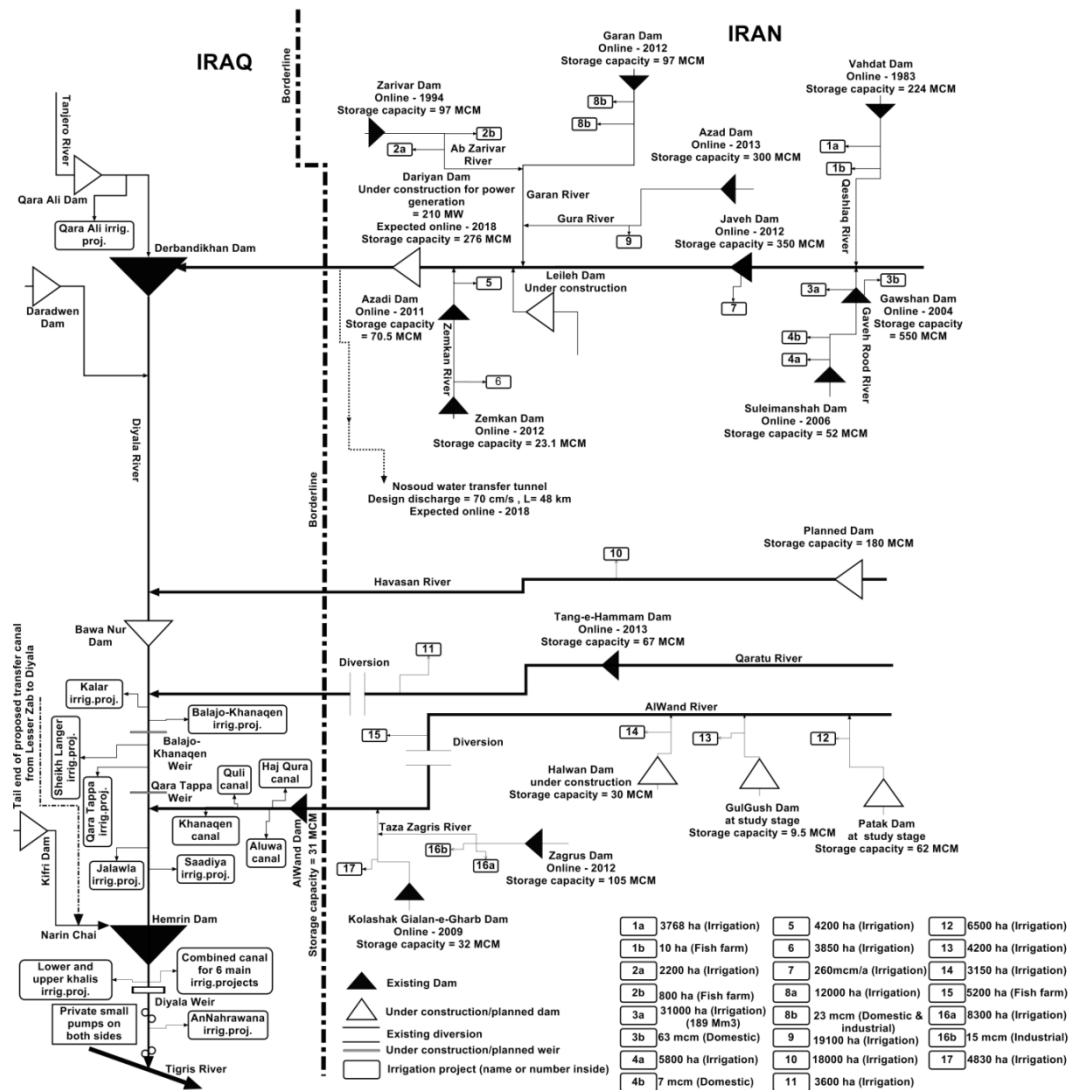 IRAQ
IRAN
Borderline
Garan Dam
Online - 2012
Storage capacity = 97 MCM
Vahdat Dam
Online - 1983
Storage capacity = 224 MCM
Zarivar Dam
Online - 1994
Storage capacity = 97 MCM
8b
8b
2b
2a
Ab Zarivar
River
Azad Dam
Online - 2013
Storage capacity = 300 MCM
1a
1b
Qeshlaq River
Tanjero River
Qara Ali Dam
Qara Ali irrig.
proj.
Dariyan Dam
Under construction for power
generation
= 210 MW
Expected online - 2018
Storage capacity = 276 MCM
Garan River
Gura River
9
Javeh Dam
Online - 2012
Storage capacity = 350 MCM
Derbandikhan Dam
Daradwen
Dam
Azadi Dam
Online - 2011
Storage
capacity
= 70.5 MCM
5
Leileh Dam
Under construction
7
3a
3b
Gawshan Dam
Online - 2004
Storage
capacity
= 550 MCM
Zemkan River
6
4b
4a
Gaveh Rood River
Zemkan Dam
Online - 2012
Storage capacity = 23.1 MCM
Suleimanshah Dam
Online - 2006
Storage capacity = 52 MCM
Diyala River
Nosoud water transfer tunnel
Design discharge = 70 cm/s , L= 48 km
Expected online - 2018
Borderline
Planned Dam
Storage capacity = 180 MCM
10
Havasan River
Bawa Nur
Dam
Tang-e-Hammam Dam
Online - 2013
Storage capacity = 67 MCM
11
Diversion
Qaratu River
Tail end of proposed transfer canal
from Lesser Zab to Diyala
Kalar
irrig.proj.
Balajo-Khanaqen
irrig.proj.
AlWand River
Sheikh Langer
irrig.proj.
Balajo-
Khanaqen
Weir
15
Diversion
14
13
12
Qara Tappa
irrig.proj.
Qara Tappa
Weir
Quli
canal
Haj Qura
canal
Halwan Dam
under construction
Storage capacity = 30 MCM
GulGush Dam
at study stage
Storage capacity = 9.5 MCM
Patak Dam
at study stage
Storage capacity = 62 MCM
Kifri Dam
Khanaqen
canal
Aluwa
canal
AlWand Dam
Storage capacity = 31 MCM
Taza Zagris River
16b
16a
Zagrus Dam
Online - 2012
Storage capacity = 105 MCM
Jalawla
irrig.proj.
Saadiya
irrig.proj.
17
Kolashak Gialan-e-Gharb Dam
Online - 2009
Storage capacity = 32 MCM
Hemrin Dam
Narin Chai
Lower and
upper khalis
irrig.proj.
Combined canal
for 6 main
irrig.projects
Diyala Weir
Private small
pumps on
both sides
AnNahrawana
irrig.proj.
Tigris River
Existing Dam
Under construction/planned dam
Existing diversion
Under construction/planned weir
Irrigation project (name or number inside)
1a 3768 ha (Irrigation)
1b 10 ha (Fish farm)
2a 2200 ha (Irrigation)
2b 800 ha (Fish farm)
3a 31000 ha (Irrigation)
(189 Mm3)
3b 63 mcm (Domestic)
4a 5800 ha (Irrigation)
4b 7 mcm (Domestic)
5 4200 ha (Irrigation)
6 3850 ha (Irrigation)
7 260mcm/a (Irrigation)
8a 12000 ha (Irrigation)
8b 23 mcm (Domestic &
industrial)
9 19100 ha (Irrigation)
10 18000 ha (Irrigation)
11 3600 ha (Irrigation)
12 6500 ha (Irrigation)
13 4200 ha (Irrigation)
14 3150 ha (Irrigation)
15 5200 ha (Fish farm)
16a 8300 ha (Irrigation)
16b 15 mcm (Industrial)
17 4830 ha (Irrigation)